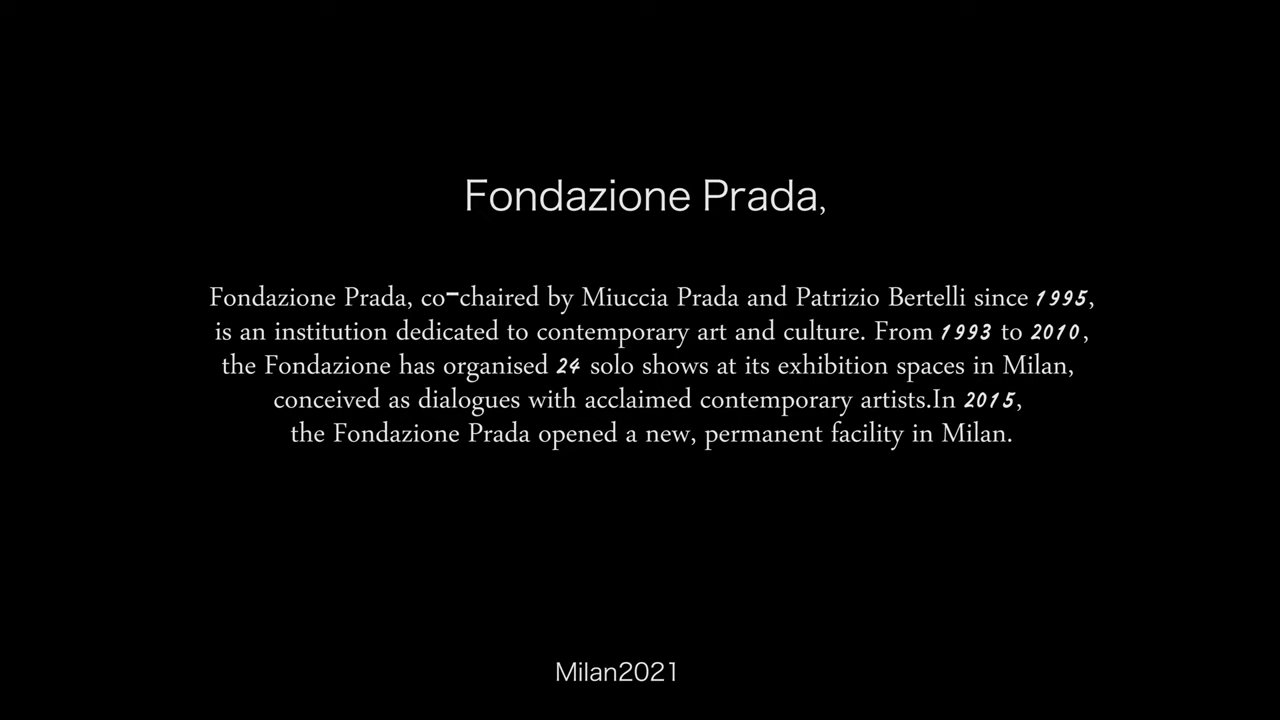 Fondazione Prada,
Fondazione Prada, co-chaired by Miuccia Prada and Patrizio Bertelli since 1995,
is an institution dedicated to contemporary art and culture. From 1993 to 2010,
the Fondazione has organised 24 solo shows at its exhibition spaces in Milan,
conceived as dialogues with acclaimed contemporary artists.In 2015,
the Fondazione Prada opened a new, permanent facility in Milan.
Milan2021